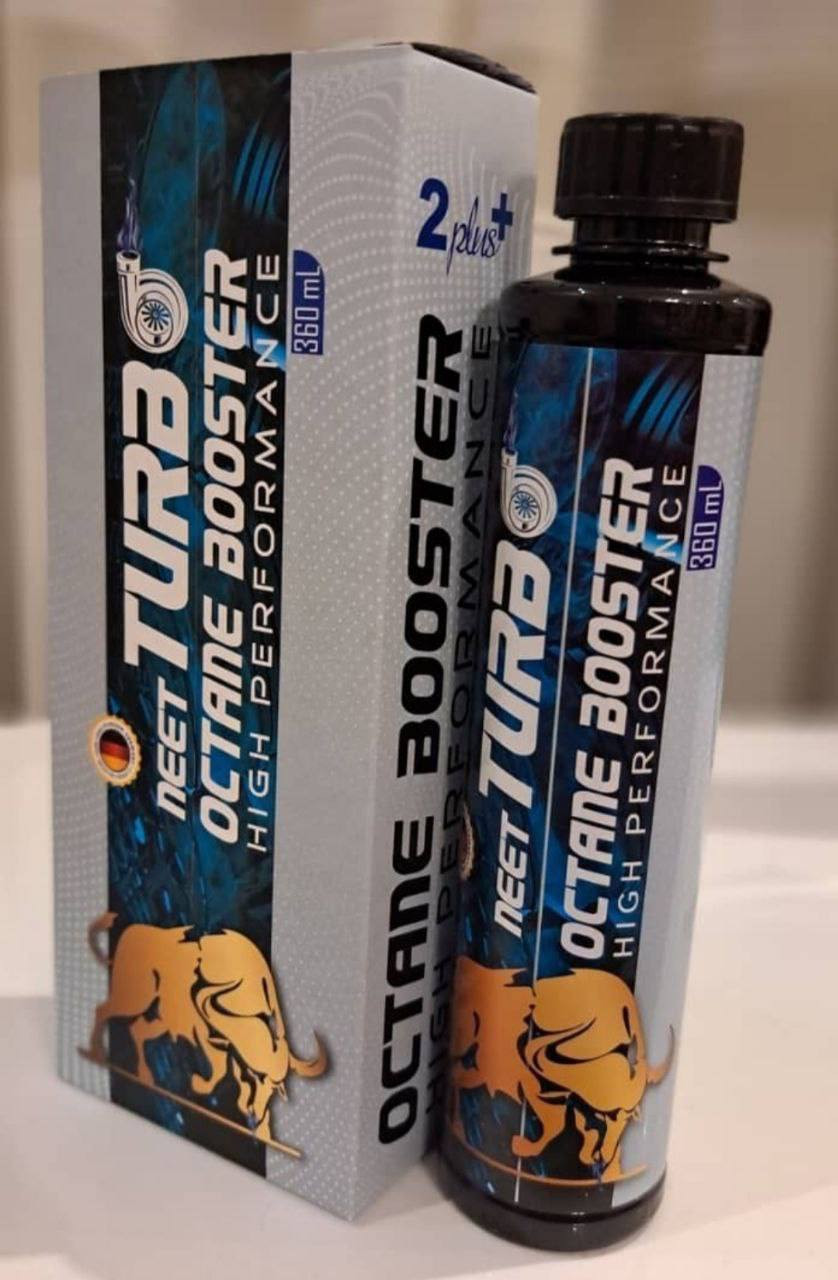 NEET TURBO
OCTANE BOOSTER
HIGH PERFORMANCE
360 mL
2plus+
OCTANE BOOSTER
HIGH PERFORMANCE
NEET TURBO
OCTANE BOOSTER
HIGH PERFORMANCE
360 mL